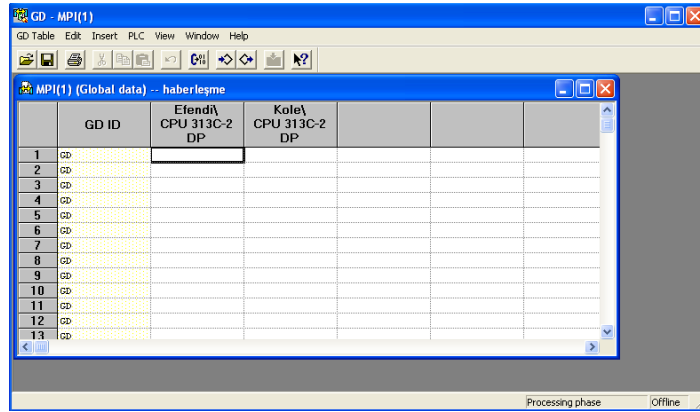 GD - MPI(1)
GD Table Edit Insert PLC View Window Help
MPI(1) (Global data) -- haberleşme
GD ID
Efendi\
CPU 313C-2
DP
Kole\
CPU 313C-2
DP
1 GD
2 GD
3 GD
4 GD
5 GD
6 GD
7 GD
8 GD
9 GD
10 GD
11 GD
12 GD
13 GD
Processing phase Offline